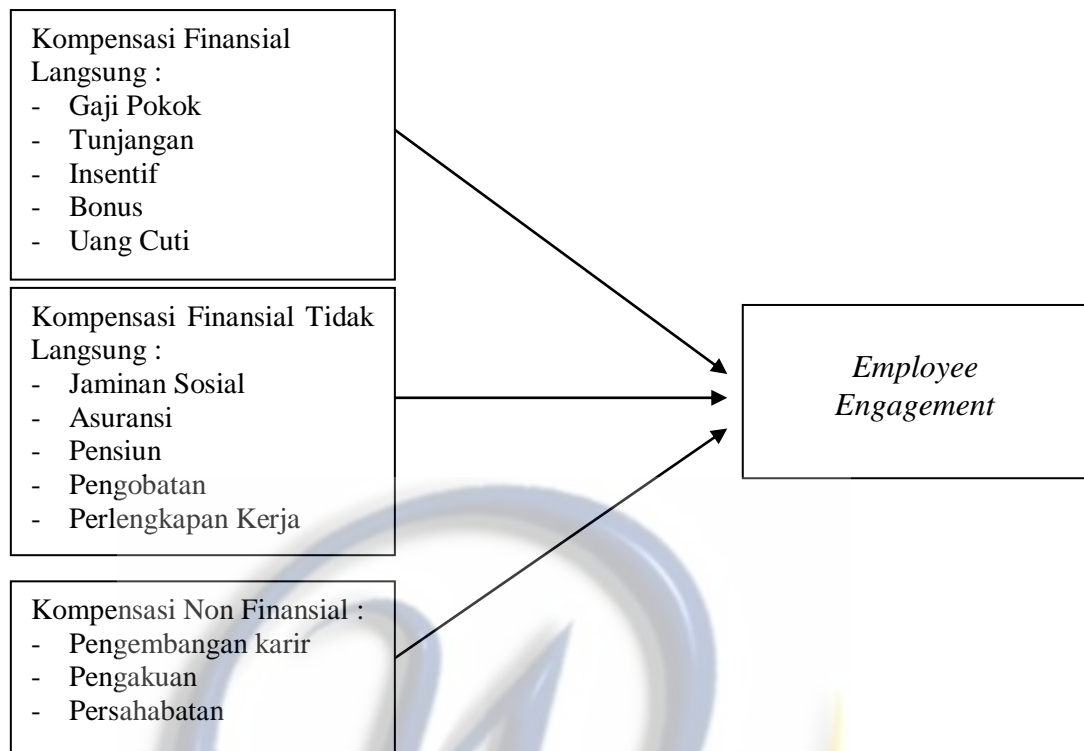 Kompensasi Finansial
Langsung :
- Gaji Pokok
- Tunjangan
- Insentif
- Bonus
- Uang Cuti
Kompensasi Finansial Tidak
Langsung :
- Jaminan Sosial
- Asuransi
- Pensiun
- Pengobatan
- Perlengkapan Kerja
Kompensasi Non Finansial :
- Pengembangan karir
- Pengakuan
- Persahabatan
Employee
Engagement